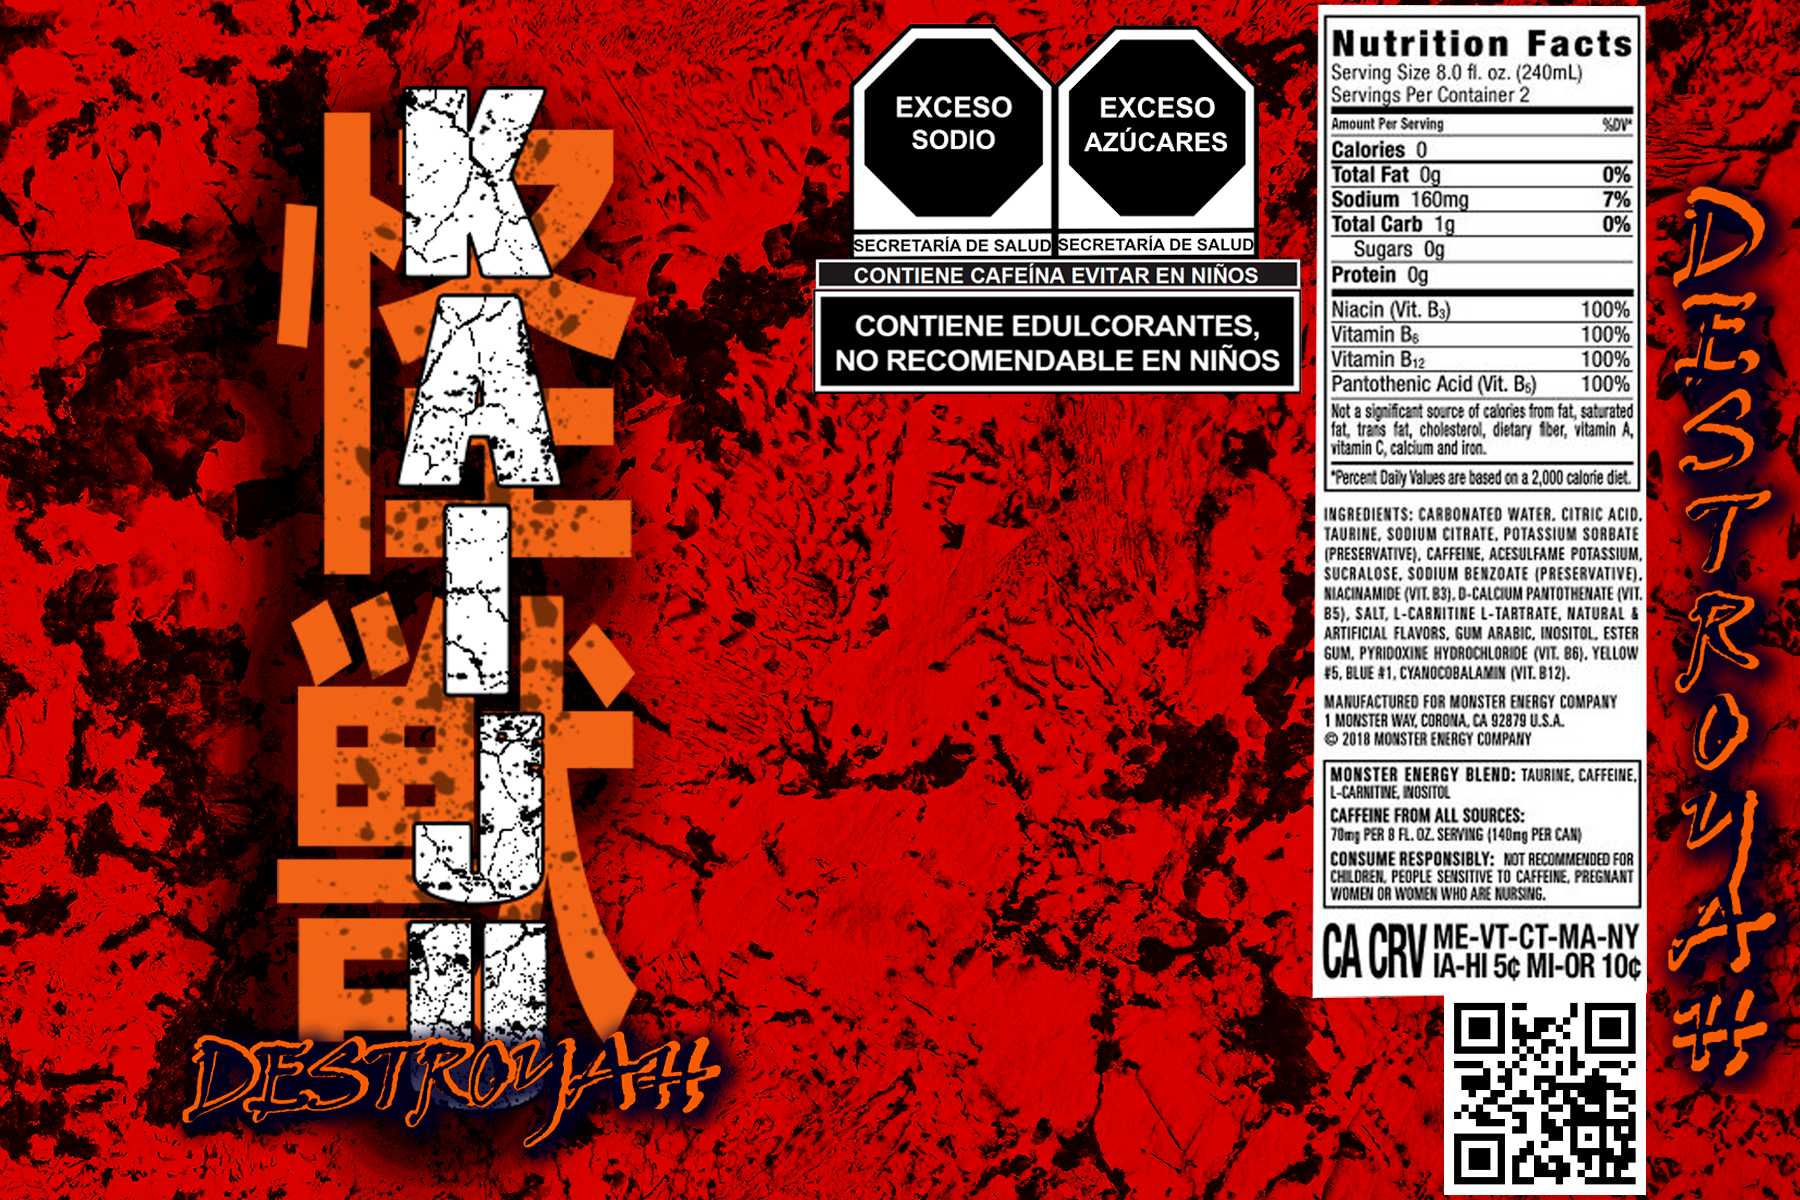 怪獣
KAIJU
DESTROYAH
EXCESO
SODIO
SECRETARÍA DE SALUD
EXCESO
AZÚCARES
SECRETARÍA DE SALUD
CONTIENE CAFEÍNA EVITAR EN NIÑOS
CONTIENE EDULCORANTES,
NO RECOMENDABLE EN NIÑOS
Nutrition Facts
Serving Size 8.0 fl. oz. (240mL)
Servings Per Container 2
Amount Per Serving %DV*
Calories 0
Total Fat 0g 0%
Sodium 160mg 7%
Total Carb 1g 0%
Sugars 0g
Protein 0g
Niacin (Vit. B₃) 100%
Vitamin B₆ 100%
Vitamin B₁₂ 100%
Pantothenic Acid (Vit. B₅) 100%
Not a significant source of calories from fat, saturated
fat, trans fat, cholesterol, dietary fiber, vitamin A,
vitamin C, calcium and iron.
*Percent Daily Values are based on a 2,000 calorie diet.
INGREDIENTS: CARBONATED WATER, CITRIC ACID,
TAURINE, SODIUM CITRATE, POTASSIUM SORBATE
(PRESERVATIVE), CAFFEINE, ACESULFAME POTASSIUM,
SUCRALOSE, SODIUM BENZOATE (PRESERVATIVE),
NIACINAMIDE (VIT. B3), D-CALCIUM PANTOTHENATE (VIT.
B5), SALT, L-CARNITINE L-TARTRATE, NATURAL &
ARTIFICIAL FLAVORS, GUM ARABIC, INOSITOL, ESTER
GUM, PYRIDOXINE HYDROCHLORIDE (VIT. B6), YELLOW
#5, BLUE #1, CYANOCOBALAMIN (VIT. B12).
MANUFACTURED FOR MONSTER ENERGY COMPANY
1 MONSTER WAY, CORONA, CA 92879 U.S.A.
© 2018 MONSTER ENERGY COMPANY
MONSTER ENERGY BLEND: TAURINE, CAFFEINE,
L-CARNITINE, INOSITOL
CAFFEINE FROM ALL SOURCES:
70mg PER 8 FL. OZ. SERVING (140mg PER CAN)
CONSUME RESPONSIBLY: NOT RECOMMENDED FOR
CHILDREN, PEOPLE SENSITIVE TO CAFFEINE, PREGNANT
WOMEN OR WOMEN WHO ARE NURSING.
CA CRV ME-VT-CT-MA-NY
IA-HI 5¢ MI-OR 10¢
DESTROYAH